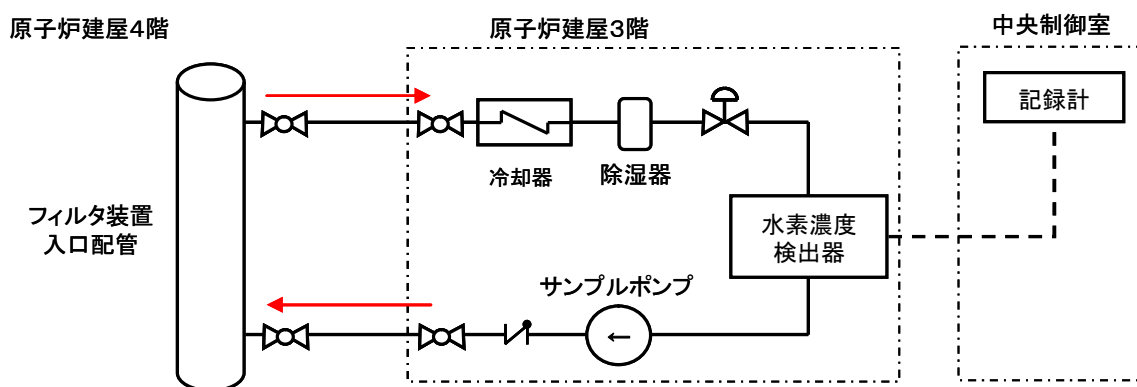 原子炉建屋4階
原子炉建屋3階
中央制御室
記録計
冷却器
除湿器
フィルタ装置
入口配管
水素濃度
検出器
サンプルポンプ
←